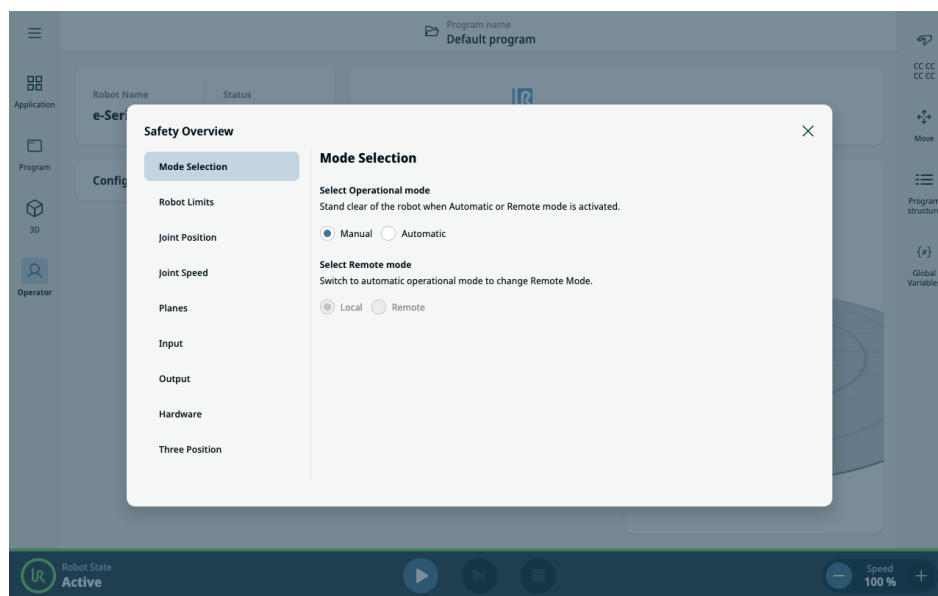 Program name
Default program
Application
Program
3D
Operator
Robot Name
Status
e-Seri
Config
Safety Overview
Mode Selection
Robot Limits
Joint Position
Joint Speed
Planes
Input
Output
Hardware
Three Position
Mode Selection
Select Operational mode
Stand clear of the robot when Automatic or Remote mode is activated.
Manual Automatic
Select Remote mode
Switch to automatic operational mode to change Remote Mode.
Local Remote
CC CC
CC CC
Move
Program
structure
{x}
Global
Variables
Robot State
Active
Speed
100 %